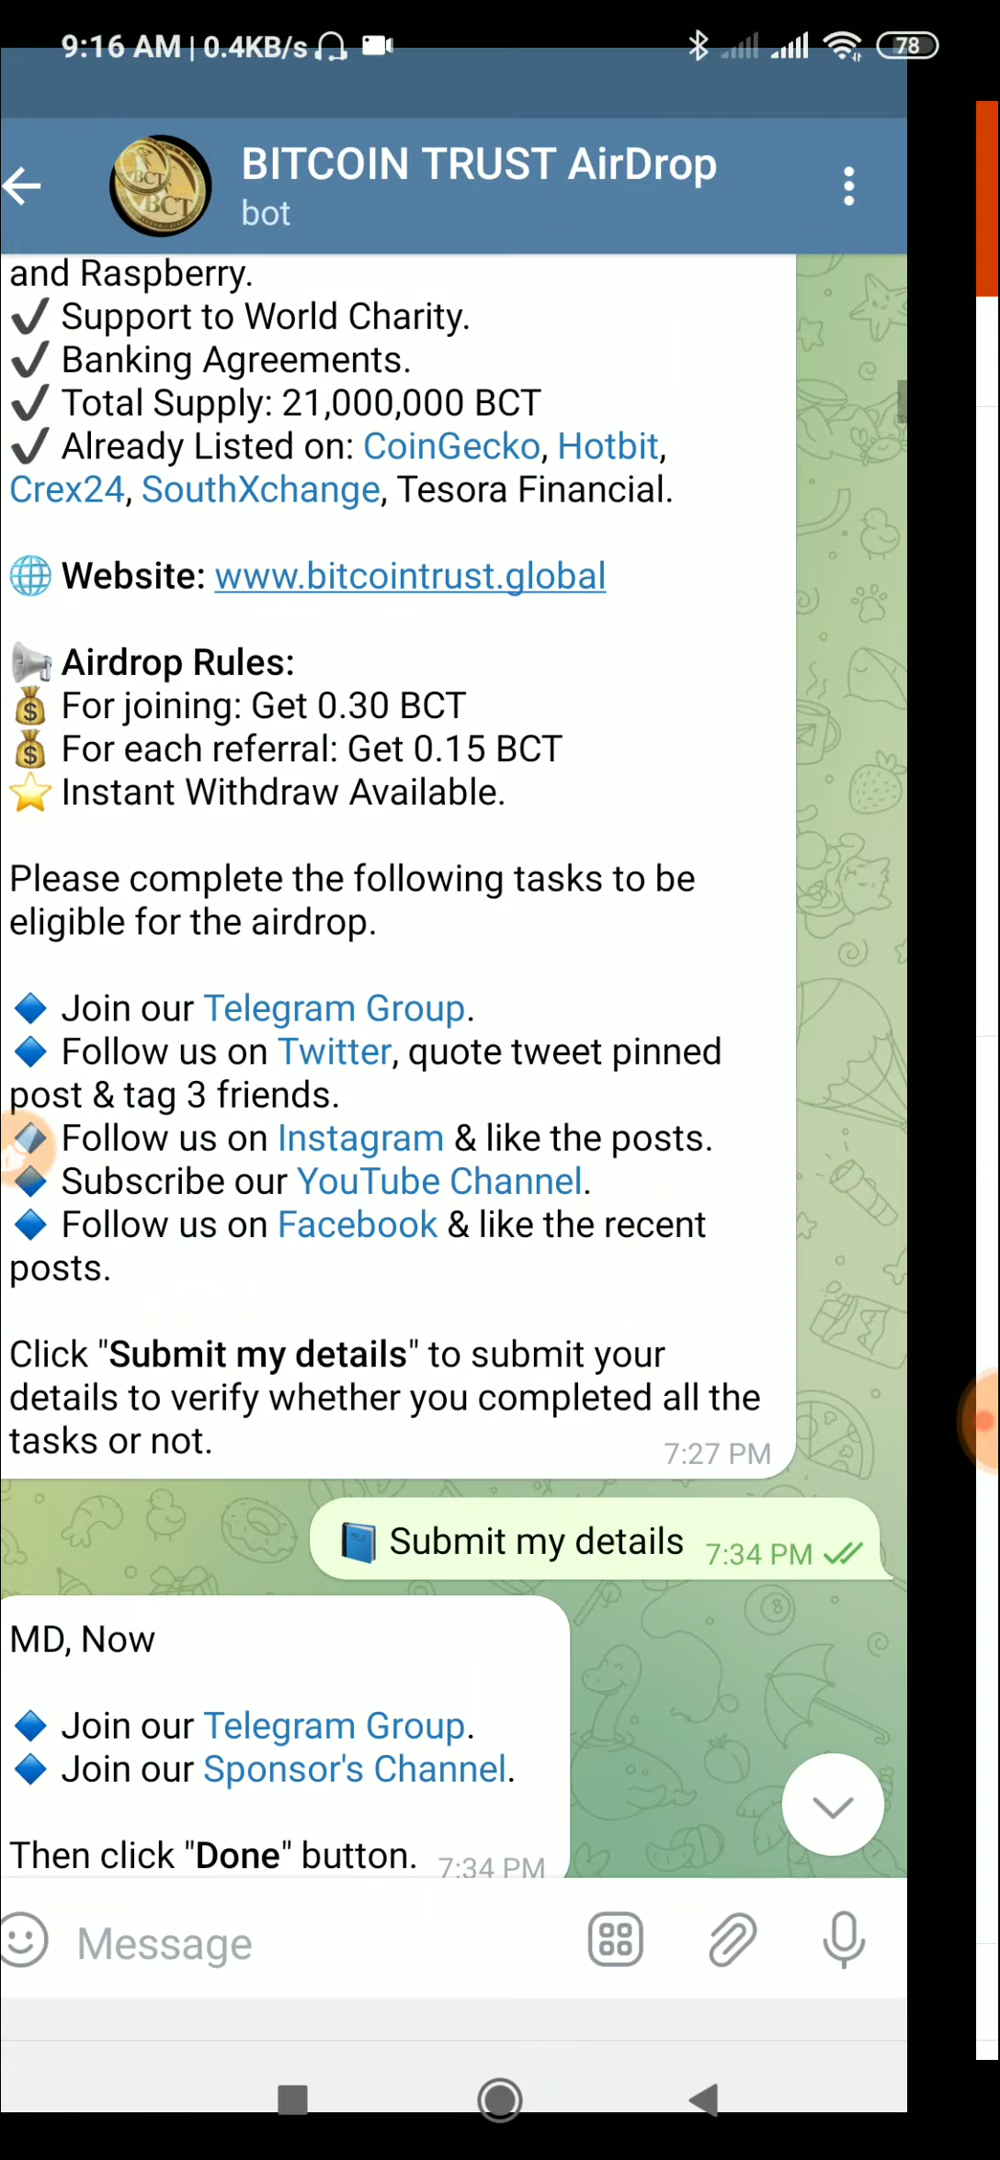 9:16 AM | 0.4KB/s 78
BITCOIN TRUST AirDrop
bot
BCT
BCT
and Raspberry.
✔ Support to World Charity.
✔ Banking Agreements.
✔ Total Supply: 21,000,000 BCT
✔ Already Listed on: CoinGecko, Hotbit,
Crex24, SouthXchange, Tesora Financial.
🌐 Website: www.bitcointrust.global
📢 Airdrop Rules:
💰 For joining: Get 0.30 BCT
💰 For each referral: Get 0.15 BCT
⭐ Instant Withdraw Available.
Please complete the following tasks to be
eligible for the airdrop.
🔹 Join our Telegram Group.
🔹 Follow us on Twitter, quote tweet pinned
post & tag 3 friends.
🔹 Follow us on Instagram & like the posts.
🔹 Subscribe our YouTube Channel.
🔹 Follow us on Facebook & like the recent
posts.
Click "Submit my details" to submit your
details to verify whether you completed all the
tasks or not.
7:27 PM
📘 Submit my details 7:34 PM
MD, Now
🔹 Join our Telegram Group.
🔹 Join our Sponsor's Channel.
Then click "Done" button. 7:34 PM
Message